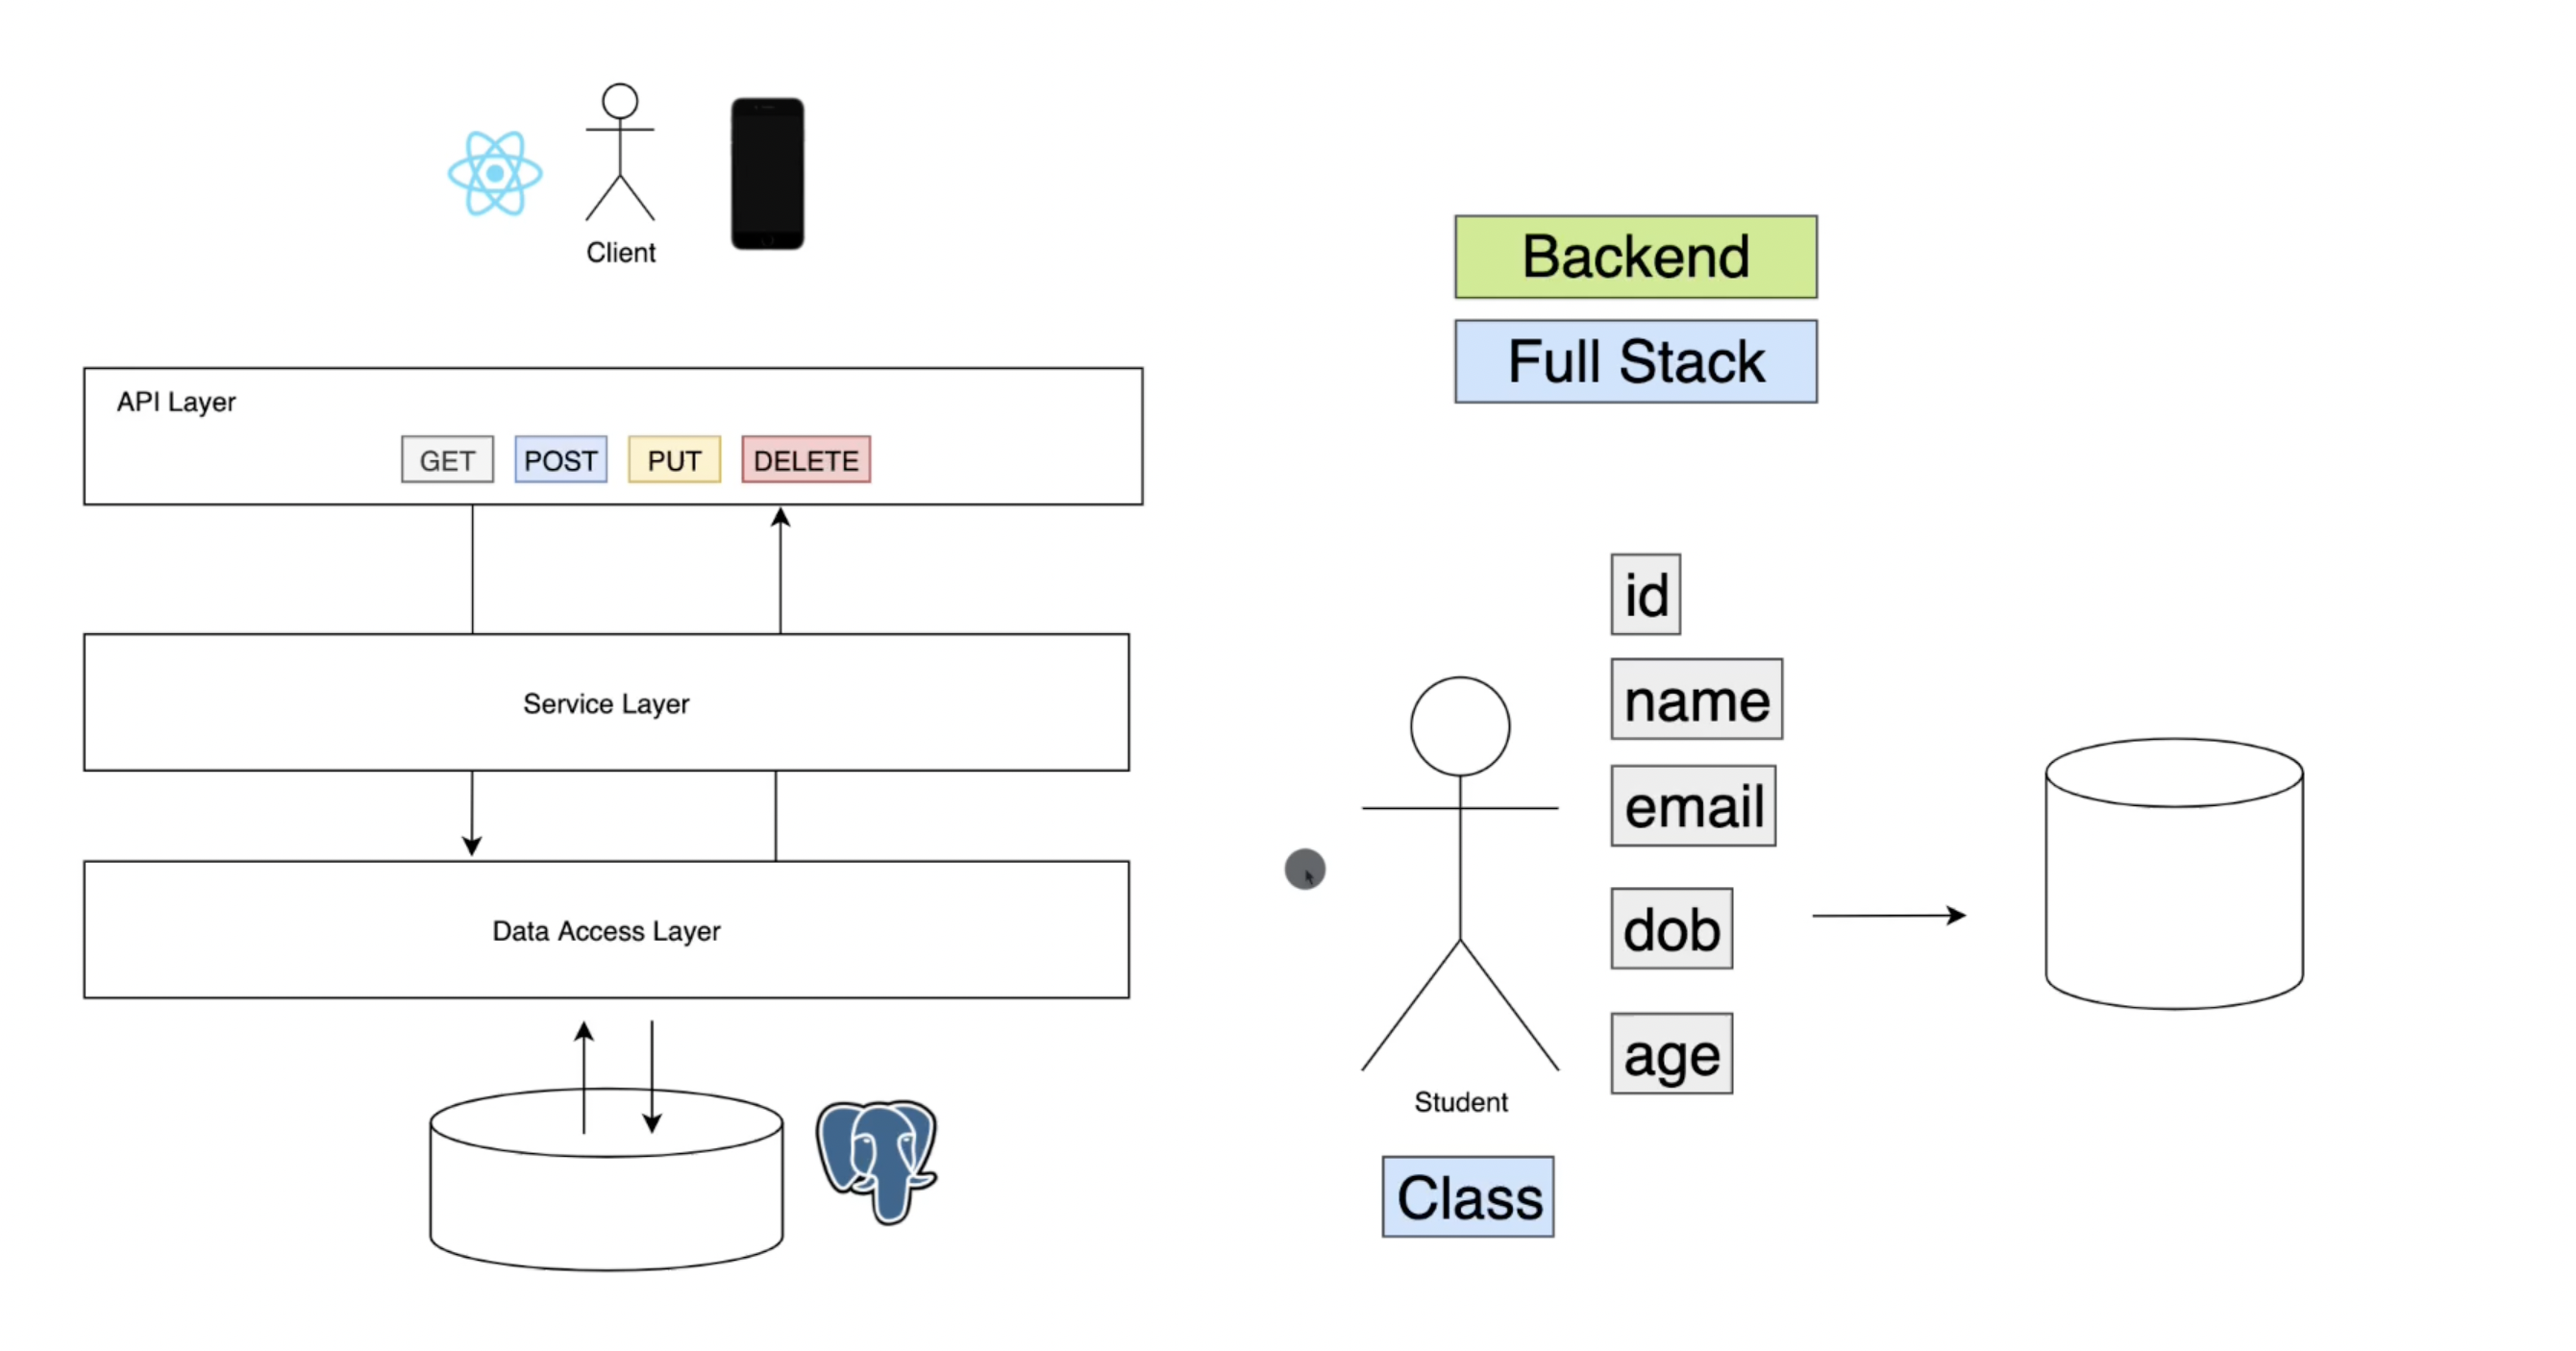 Client
API Layer
GET POST PUT DELETE
Service Layer
Data Access Layer
Backend
Full Stack
id
name
email
dob
age
Student
Class